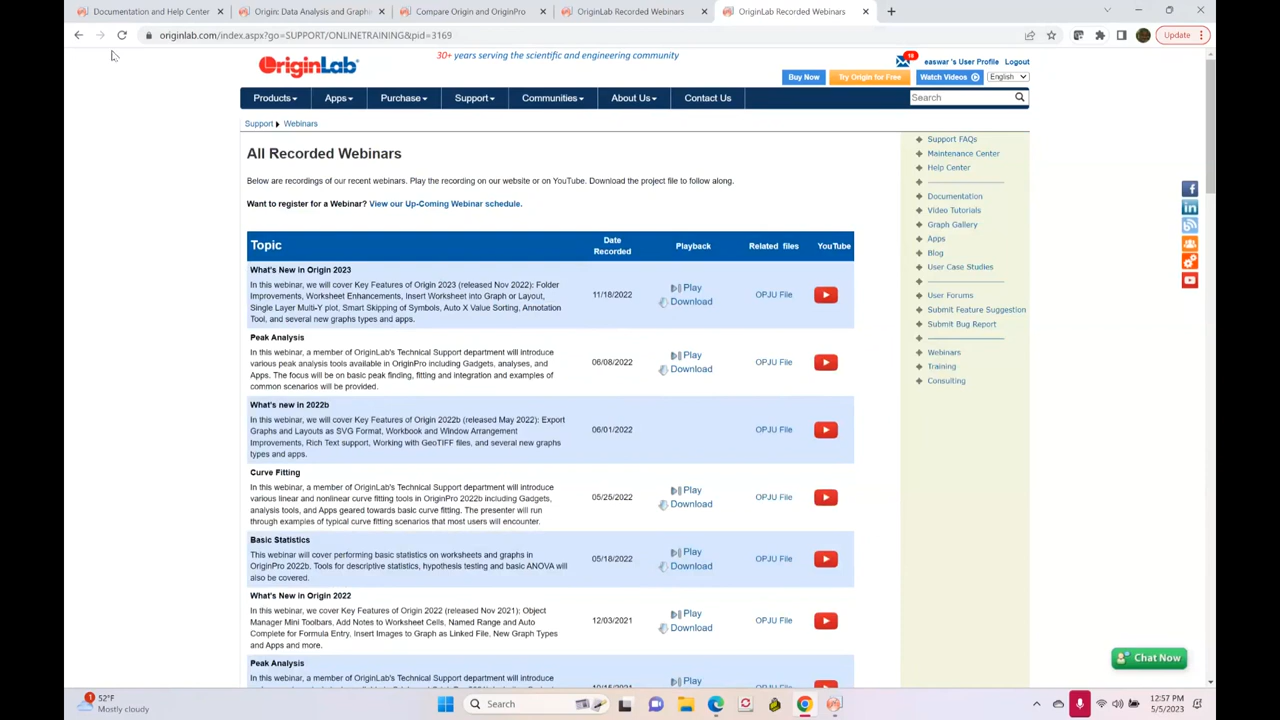 Documentation and Help Center
Origirc Data Analysis and Graphin
Compare Origin and OriginPro
OriginLab Recorded Webinars
OriginLab Recorded Webinars
originlab.com/index.aspx?go=SUPPORT/ONLINETRAINING&pid=3169
Update
OriginLab®
30+ years serving the scientific and engineering community
easwar 's User Profile Logout
Buy Now
Try Origin for Free
Watch Videos
English
Products Apps Purchase Support Communities About Us Contact Us
Search
Support Webinars
All Recorded Webinars
Below are recordings of our recent webinars. Play the recording on our website or on YouTube. Download the project file to follow along.
Want to register for a Webinar? View our Up-Coming Webinar schedule.
Topic
Date Recorded
Playback
Related files
YouTube
What's New in Origin 2023
In this webinar, we will cover Key Features of Origin 2023 (released Nov 2022): Folder
Improvements, Worksheet Enhancements, Insert Worksheet into Graph or Layout,
Single Layer Multi-Y plot, Smart Skipping of Symbols, Auto X Value Sorting, Annotation
Tool, and several new graphs types and apps.
11/18/2022
Play
Download
OPJU File
Peak Analysis
In this webinar, a member of OriginLab's Technical Support department will introduce
various peak analysis tools available in OriginPro including Gadgets, analyses, and
Apps. The focus will be on basic peak finding, fitting and integration and examples of
common scenarios will be provided.
06/08/2022
Play
Download
OPJU File
What's new in 2022b
In this webinar, we will cover Key Features of Origin 2022b (released May 2022): Export
Graphs and Layouts as SVG Format, Workbook and Window Arrangement
Improvements, Rich Text support, Working with GeoTIFF files, and several new graphs
types and apps.
06/01/2022
OPJU File
Curve Fitting
In this webinar, a member of OriginLab's Technical Support department will introduce
various linear and nonlinear curve fitting tools in OriginPro 2022b including Gadgets,
analysis tools, and Apps geared towards basic curve fitting. The presenter will run
through examples of typical curve fitting scenarios that most users will encounter.
05/25/2022
Play
Download
OPJU File
Basic Statistics
This webinar will cover performing basic statistics on worksheets and graphs in
OriginPro 2022b. Tools for descriptive statistics, hypothesis testing and basic ANOVA will
also be covered.
05/18/2022
Play
Download
OPJU File
What's New in Origin 2022
In this webinar, we cover Key Features of Origin 2022 (released Nov 2021): Object
Manager Mini Toolbars, Add Notes to Worksheet Cells, Named Range and Auto
Complete for Formula Entry, Insert Images to Graph as Linked File, New Graph Types
and Apps and more.
12/03/2021
Play
Download
OPJU File
Peak Analysis
In this webinar, a member of OriginLab's Technical Support department will introduce
Play
Support FAQs
Maintenance Center
Help Center
Documentation
Video Tutorials
Graph Gallery
Apps
Blog
User Case Studies
User Forums
Submit Feature Suggestion
Submit Bug Report
Webinars
Training
Consulting
Chat Now
1
52°F
Mostly cloudy
Search
12:57 PM
5/5/2023